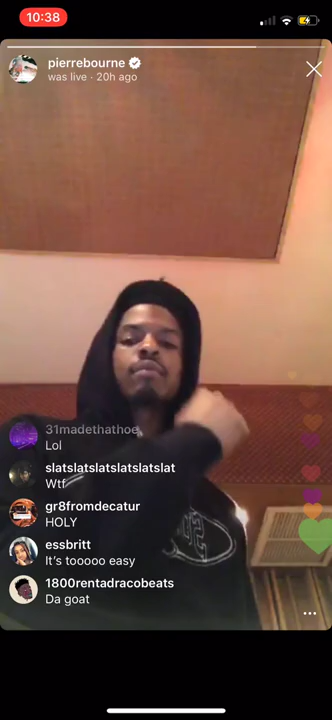 10:38
pierrebourne
was live · 20h ago
31madethathoe
Lol
slatslatslatslatslatslat
Wtf
gr8fromdecatur
HOLY
essbritt
It's tooooo easy
1800rentadracobeats
Da goat